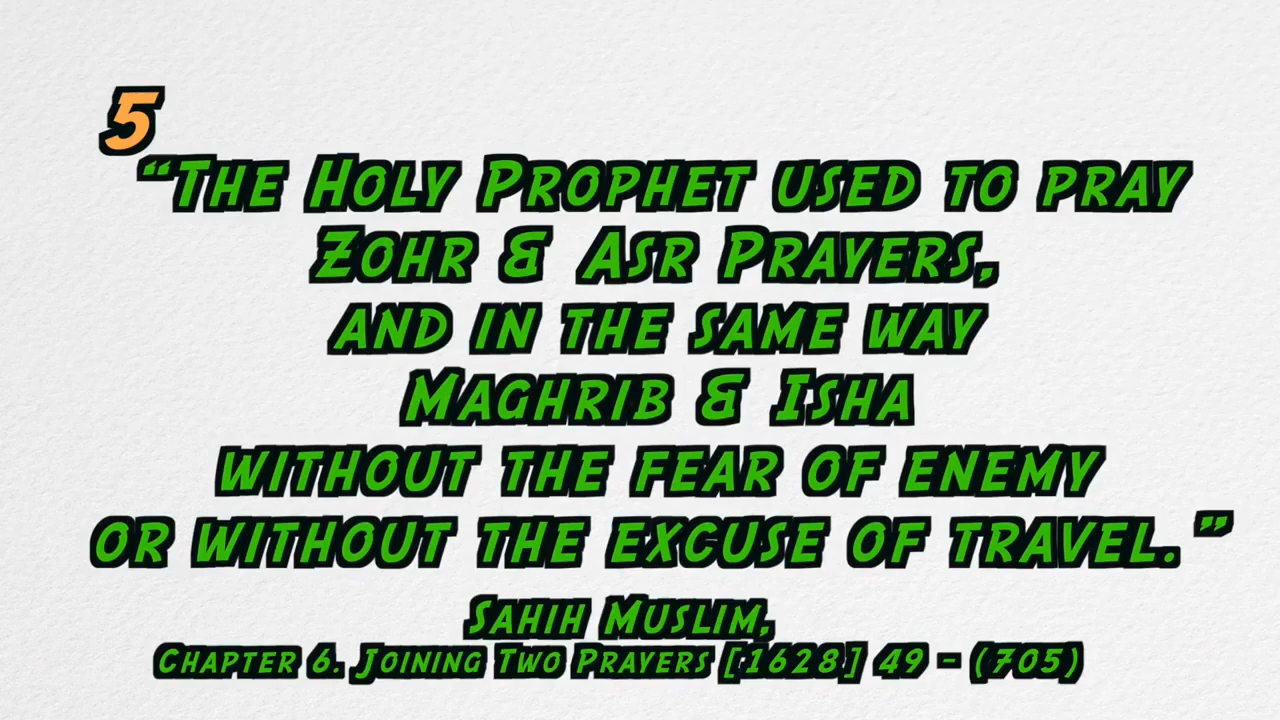 5
“The Holy Prophet used to pray
Zohr & Asr Prayers,
and in the same way
Maghrib & Isha
without the fear of enemy
or without the excuse of travel.”
Sahih Muslim,
Chapter 6. Joining Two Prayers [1628] 49 - (705)